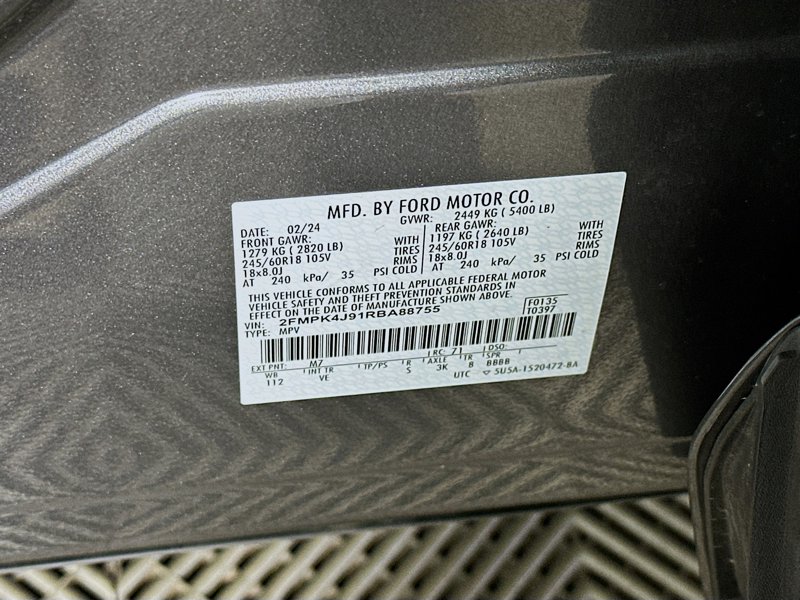 MFD. BY FORD MOTOR CO.
DATE: 02/24 GVWR: 2449 KG ( 5400 LB)
FRONT GAWR: REAR GAWR:
1279 KG ( 2820 LB) WITH 1197 KG ( 2640 LB) WITH
245/60R18 105V TIRES 245/60R18 105V TIRES
18x8.0J RIMS 18x8.0J RIMS
AT 240 kPa/ 35 PSI COLD AT 240 kPa/ 35 PSI COLD
THIS VEHICLE CONFORMS TO ALL APPLICABLE FEDERAL MOTOR
VEHICLE SAFETY AND THEFT PREVENTION STANDARDS IN
EFFECT ON THE DATE OF MANUFACTURE SHOWN ABOVE.
VIN: 2FMPK4J91RBA88755 F0135
TYPE: MPV T0397
EXT PNT: M7 RC: 7 DSO:
WB INT TR TP/PS R AXLE TR SPR
112 VE S 3K 8 BBBB
UTC 5U5A-1520472-BA